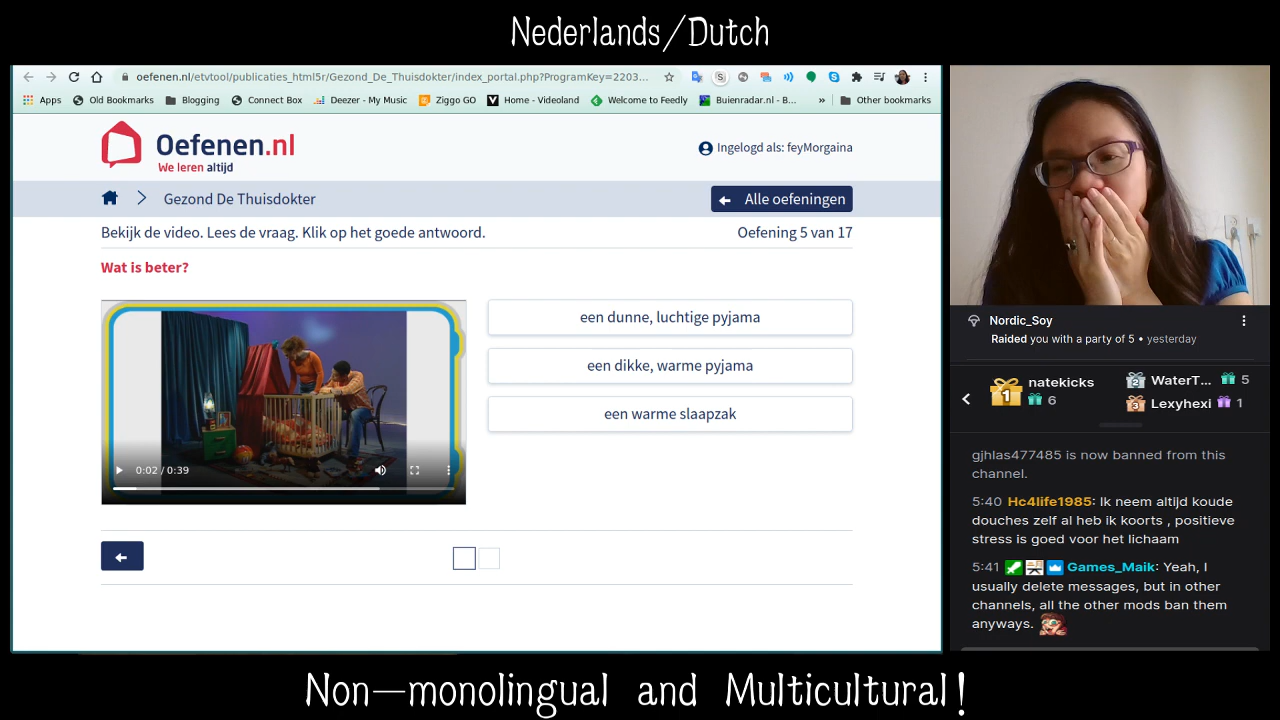 Nederlands/Dutch
oefenen.nl/etvtool/publicaties_html5r/Gezond_De_Thuisdokter/index_portal.php?ProgramKey=2203...
Apps Old Bookmarks Blogging Connect Box Deezer - My Music Ziggo GO Home - Videoland Welcome to Feedly Buienradar.nl - B... » Other bookmarks
Oefenen.nl
We leren altijd
Ingelogd als: feyMorgaina
Gezond De Thuisdokter
Alle oefeningen
Bekijk de video. Lees de vraag. Klik op het goede antwoord.
Oefening 5 van 17
Wat is beter?
een dunne, luchtige pyjama
een dikke, warme pyjama
een warme slaapzak
0:02 / 0:39
Nordic_Soy
Raided you with a party of 5 • yesterday
1 natekicks
6
2 WaterT... 5
3 Lexyhexi 1
gjhlas477485 is now banned from this
channel.
5:40 Hc4life1985: Ik neem altijd koude
douches zelf al heb ik koorts , positieve
stress is goed voor het lichaam
5:41 Games_Maik: Yeah, I
usually delete messages, but in other
channels, all the other mods ban them
anyways.
Non-monolingual and Multicultural!